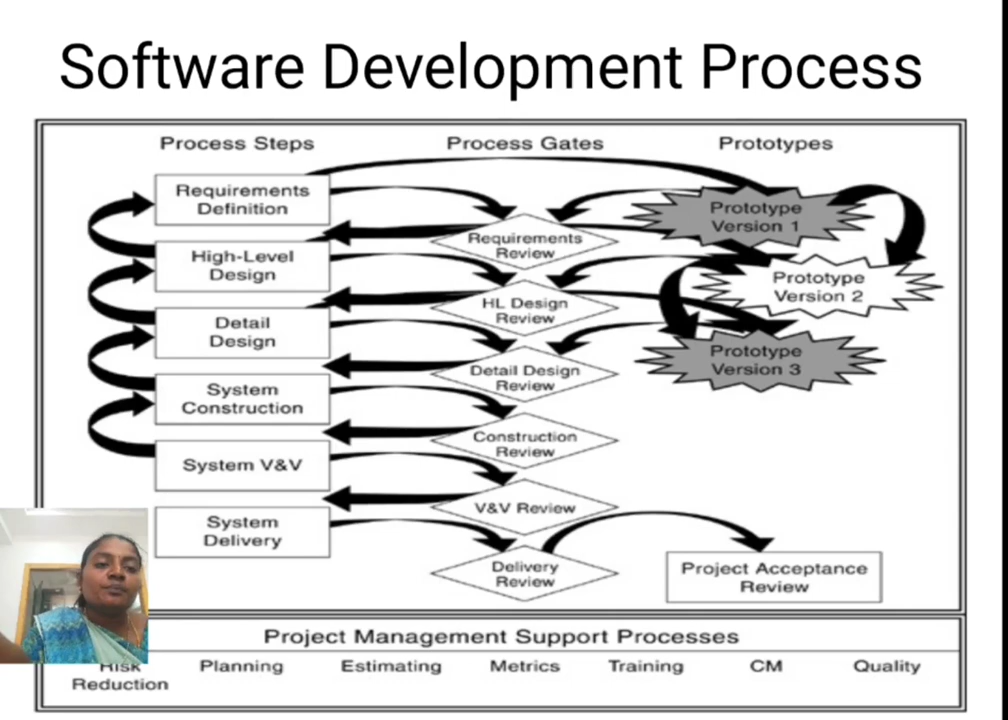 Software Development Process
Process Steps
Process Gates
Prototypes
Requirements
Definition
High-Level
Design
Detail
Design
System
Construction
System V&V
System
Delivery
Requirements
Review
HL Design
Review
Detail Design
Review
Construction
Review
V&V Review
Delivery
Review
Prototype
Version 1
Prototype
Version 2
Prototype
Version 3
Project Acceptance
Review
Project Management Support Processes
Risk
Reduction
Planning
Estimating
Metrics
Training
CM
Quality